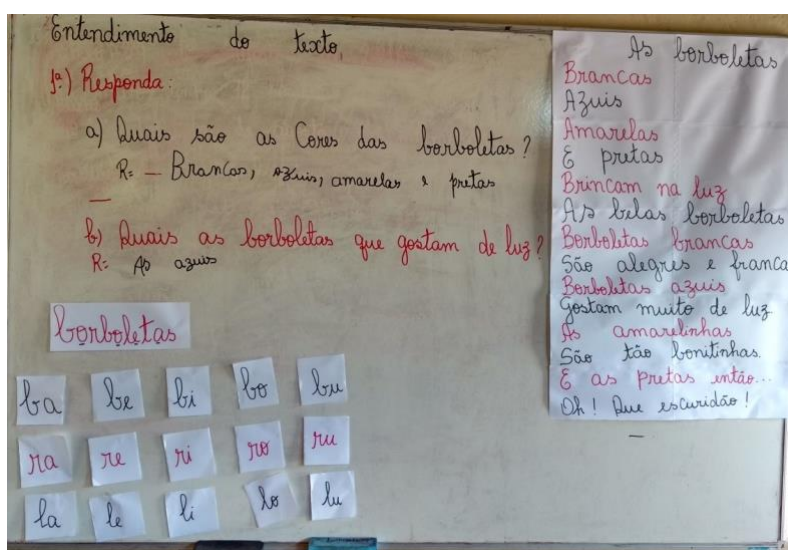 Entendimento do texto,
1º) Responda:
a) Quais são as Cores das borboletas?
R: - Brancas, azuis, amarelas e pretas
b) Quais as borboletas que gostam de luz?
R: As azuis
borboletas
ba be bi bo bu
ra re ri ro ru
la le li lo lu
As borboletas
Brancas
Azuis
Amarelas
E pretas
Brincam na luz
As belas borboletas
Borboletas brancas
São alegres e franca
Borboletas azuis
Gostam muito de luz
As amarelinhas
São tão bonitinhas.
E as pretas então...
Oh! Que escuridão!